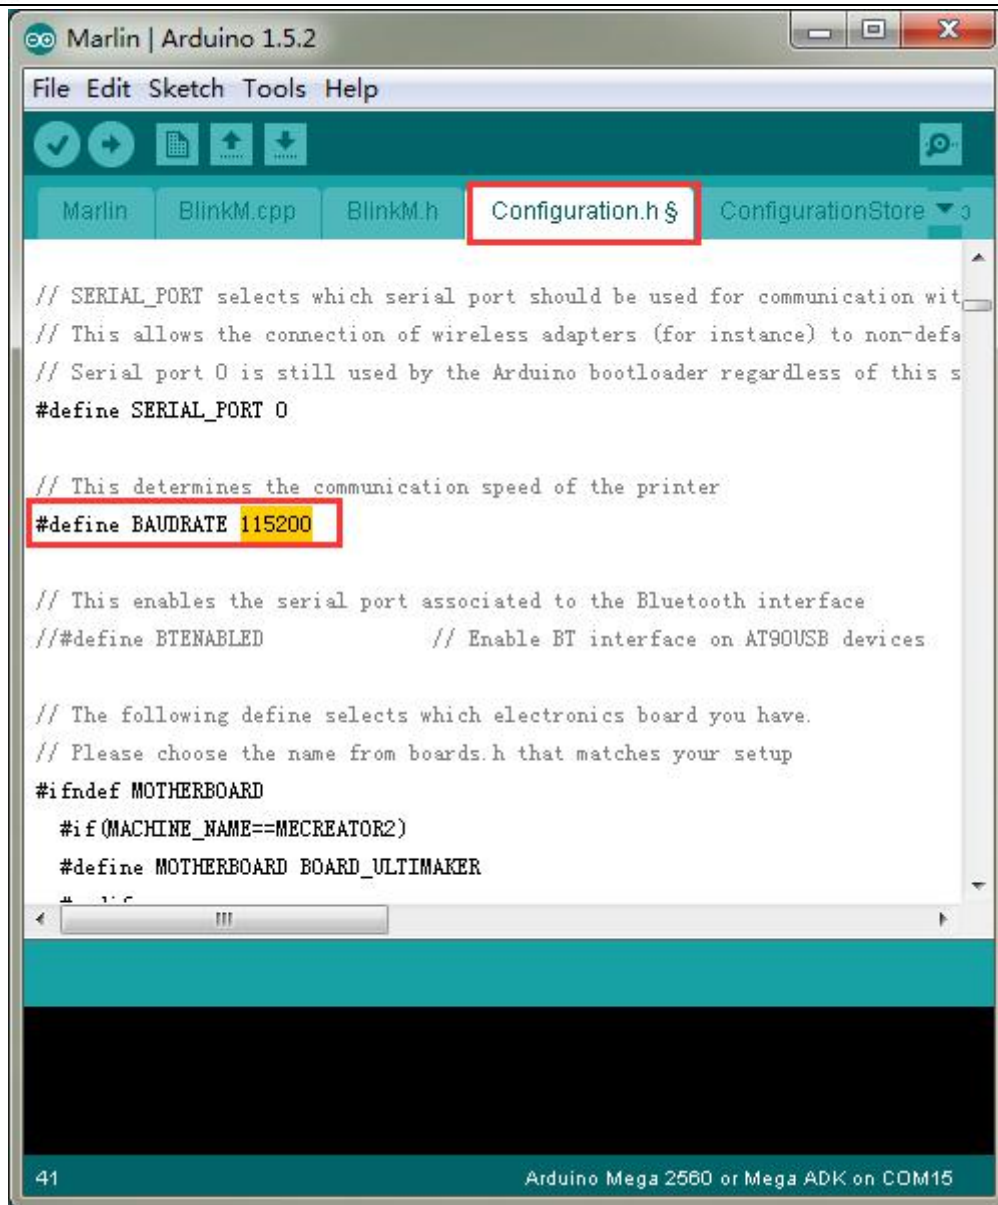 Marlin | Arduino 1.5.2
File Edit Sketch Tools Help
Marlin BlinkM.cpp BlinkM.h Configuration.h § ConfigurationStore
// SERIAL_PORT selects which serial port should be used for communication wit
// This allows the connection of wireless adapters (for instance) to non-defa
// Serial port 0 is still used by the Arduino bootloader regardless of this s
#define SERIAL_PORT 0
// This determines the communication speed of the printer
#define BAUDRATE 115200
// This enables the serial port associated to the Bluetooth interface
//#define BTENABLED // Enable BT interface on AT90USB devices
// The following define selects which electronics board you have.
// Please choose the name from boards.h that matches your setup
#ifndef MOTHERBOARD
#if(MACHINE_NAME==MECREATOR2)
#define MOTHERBOARD BOARD_ULTIMAKER
41 Arduino Mega 2560 or Mega ADK on COM15